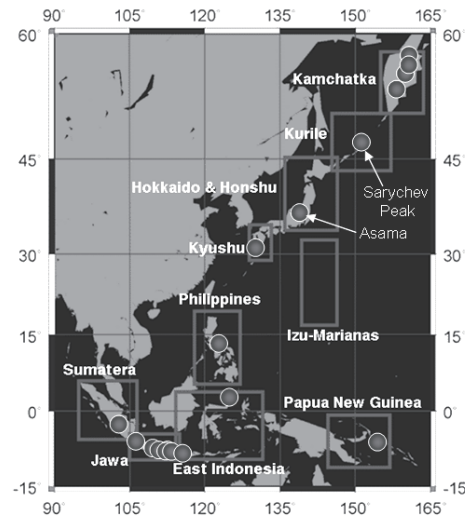 90° 105° 120° 135° 150° 165°
60° 60°
Kamchatka
Kurile
45° 45°
Hokkaido & Honshu
Sarychev
Peak
Asama
Kyushu
30° 30°
Philippines
15° 15°
Izu-Marianas
Sumatera
Papua New Guinea
0° 0°
Jawa
East Indonesia
-15 -15
90° 105° 120° 135° 150° 165°